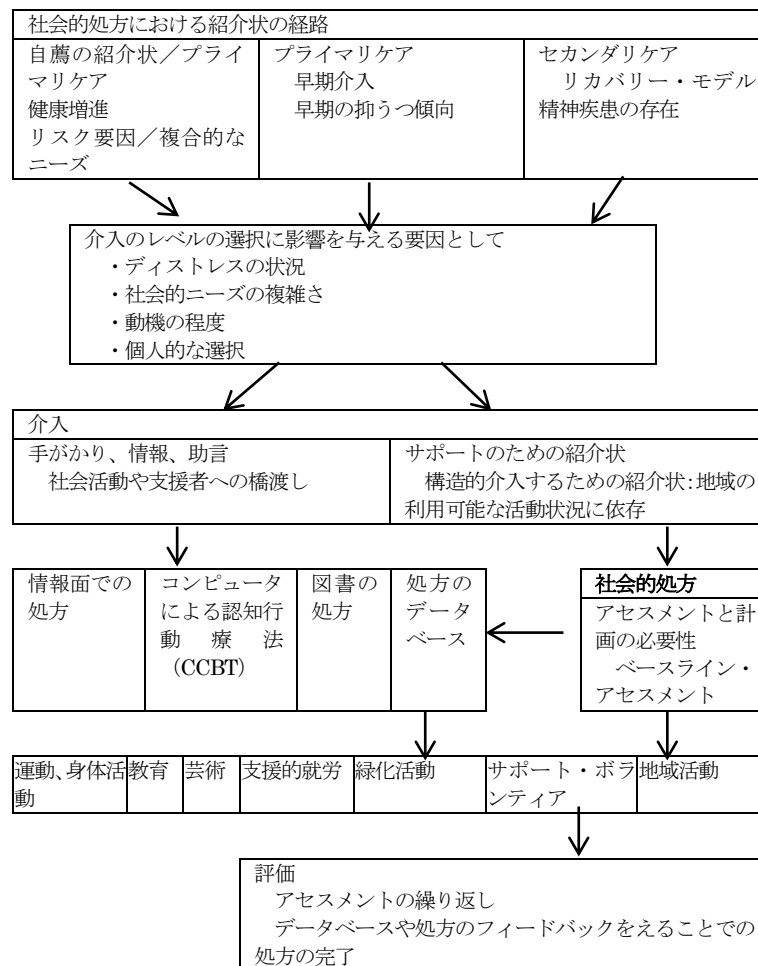 社会的処方における紹介状の経路
自薦の紹介状／プライ
マリケア
健康増進
リスク要因／複合的な
ニーズ
プライマリケア
早期介入
早期の抑うつ傾向
セカンダリケア
リカバリー・モデル
精神疾患の存在
介入のレベルの選択に影響を与える要因として
・ディストレスの状況
・社会的ニーズの複雑さ
・動機の程度
・個人的な選択
介入
手がかり、情報、助言
社会活動や支援者への橋渡し
サポートのための紹介状
構造的介入するための紹介状：地域の
利用可能な活動状況に依存
情報面での
処方
コンピュータ
による認知行
動療法
（CCBT）
図書の
処方
処方の
データ
ベース
社会的処方
アセスメントと計
画の必要性
ベースライン・
アセスメント
運動、身体活
動
教育
芸術
支援的就労
緑化活動
サポート・ボラ
ンティア
地域活動
評価
アセスメントの繰り返し
データベースや処方のフィードバックをえることでの
処方の完了